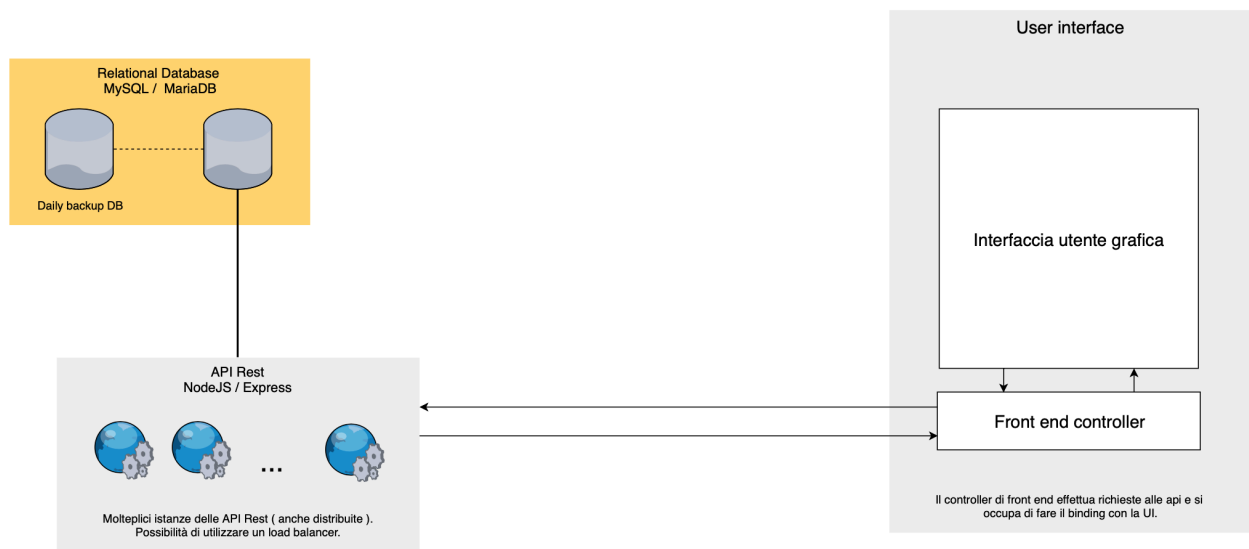 User interface
Relational Database
MySQL / MariaDB
Daily backup DB
Interfaccia utente grafica
API Rest
NodeJS / Express
...
Front end controller
Molteplici istanze delle API Rest ( anche distribuite ).
Possibilità di utilizzare un load balancer.
Il controller di front end effettua richieste alle api e si
occupa di fare il binding con la UI.